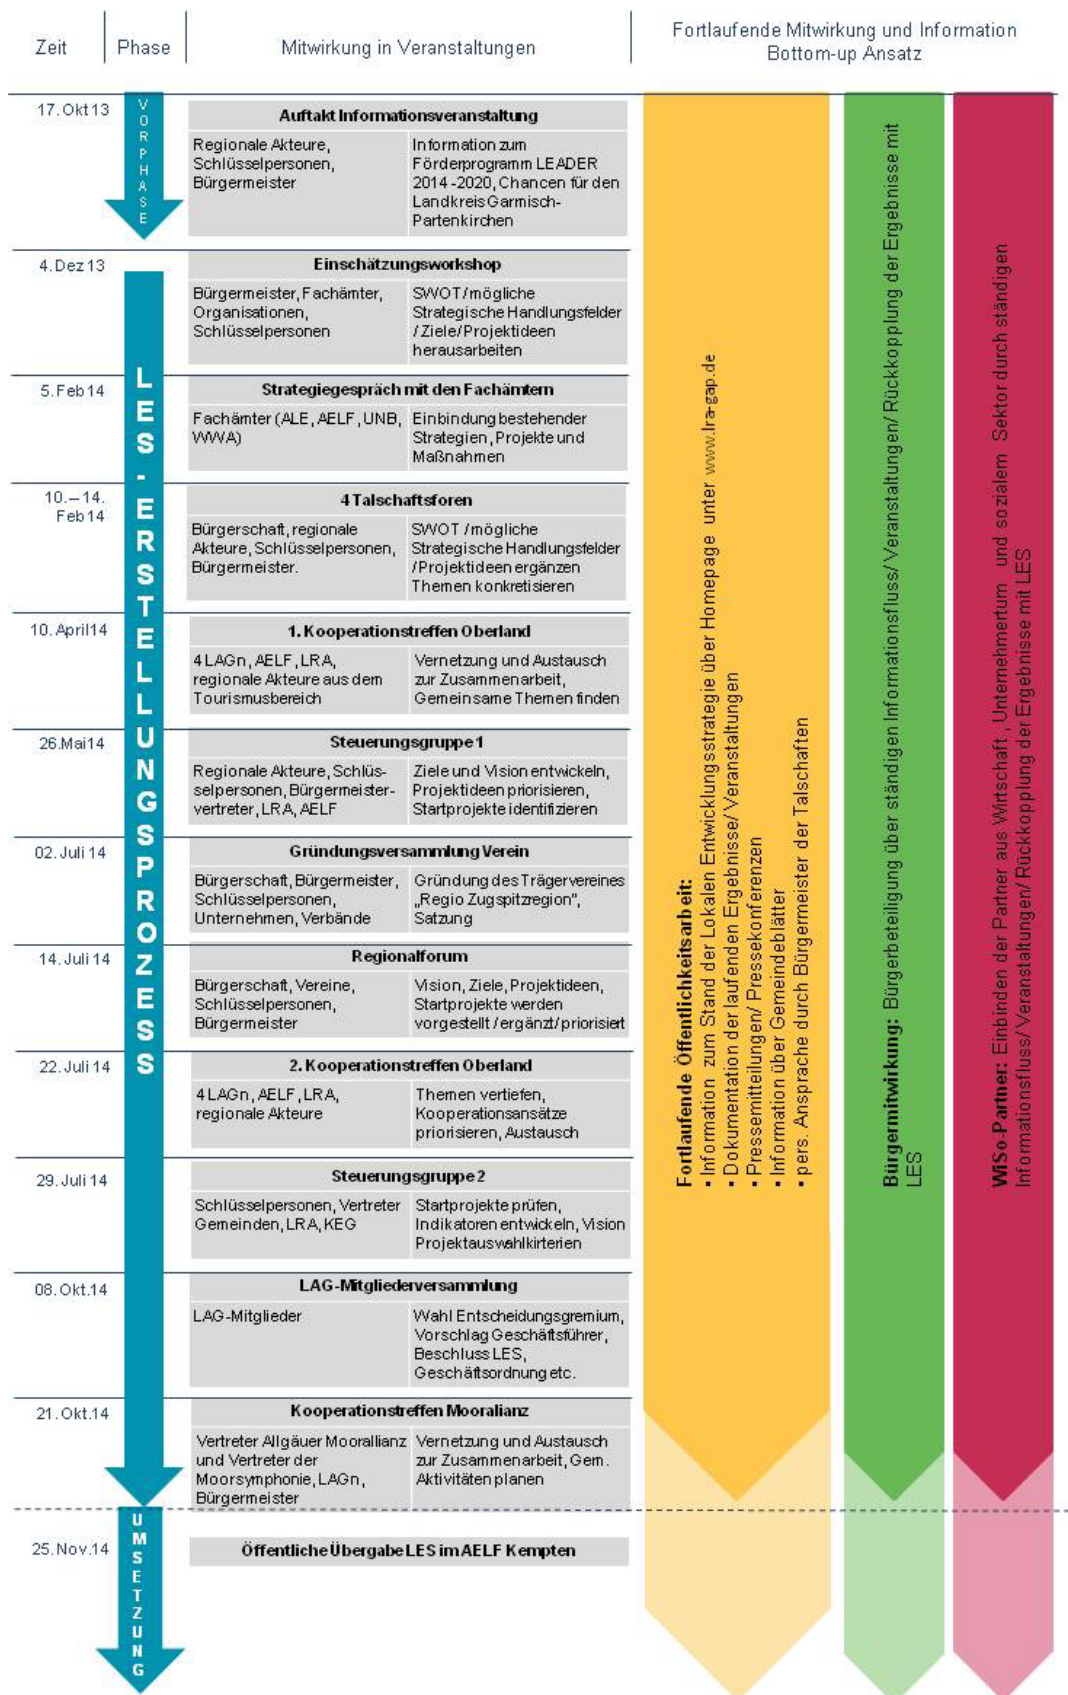 Zeit
Phase
Mitwirkung in Veranstaltungen
Fortlaufende Mitwirkung und Information
Bottom-up Ansatz
17. Okt 13
VORPHASE
Auftakt Informationsveranstaltung
Regionale Akteure,
Schlüsselpersonen,
Bürgermeister
Information zum
Förderprogramm LEADER
2014 -2020, Chancen für den
Landkreis Garmisch-
Partenkirchen
4. Dez 13
LES-ERSTELLUNGSPROZESS
Einschätzungsworkshop
Bürgermeister, Fachämter,
Organisationen,
Schlüsselpersonen
SWOT / mögliche
Strategische Handlungsfelder
/ Ziele/ Projektideen
herausarbeiten
5. Feb 14
Strategiegespräch mit den Fachämtern
Fachämter (ALE, AELF, UNB,
WWA)
Einbindung bestehender
Strategien, Projekte und
Maßnahmen
10. – 14.
Feb 14
4 Talschaftsforen
Bürgerschaft, regionale
Akteure, Schlüsselpersonen,
Bürgermeister.
SWOT / mögliche
Strategische Handlungsfelder
/Projektideen ergänzen
Themen konkretisieren
10. April 14
1. Kooperationstreffen Oberland
4 LAGn, AELF, LRA,
regionale Akteure aus dem
Tourismusbereich
Vernetzung und Austausch
zur Zusammenarbeit,
Gemeinsame Themen finden
26.Mai 14
Steuerungsgruppe 1
Regionale Akteure, Schlüs-
selpersonen, Bürgermeister-
vertreter, LRA, AELF
Ziele und Vision entwickeln,
Projektideen priorisieren,
Startprojekte identifizieren
02. Juli 14
Gründungsversammlung Verein
Bürgerschaft, Bürgermeister,
Schlüsselpersonen,
Unternehmen, Verbände
Gründung des Trägervereines
„Regio Zugspitzregion",
Satzung
14. Juli 14
Regionalforum
Bürgerschaft, Vereine,
Schlüsselpersonen,
Bürgermeister
Vision, Ziele, Projektideen,
Startprojekte werden
vorgestellt / ergänzt/ priorisiert
22. Juli 14
2. Kooperationstreffen Oberland
4 LAGn, AELF, LRA,
regionale Akteure
Themen vertiefen,
Kooperationsansätze
priorisieren, Austausch
29. Juli 14
Steuerungsgruppe 2
Schlüsselpersonen, Vertreter
Gemeinden, LRA, KEG
Startprojekte prüfen,
Indikatoren entwickeln, Vision
Projektauswahlkirterien
08. Okt.14
LAG-Mitgliederversammlung
LAG-Mitglieder
Wahl Entscheidungsgremium,
Vorschlag Geschäftsführer,
Beschluss LES,
Geschäftsordnung etc.
21. Okt.14
Kooperationstreffen Mooralianz
Vertreter Allgäuer Moorallianz
und Vertreter der
Moorsymphonie, LAGn,
Bürgermeister
Vernetzung und Austausch
zur Zusammenarbeit, Gem.
Aktivitäten planen
25. Nov.14
UMSETZUNG
Öffentliche Übergabe LES im AELF Kempten
Fortlaufende Öffentlichkeitsarbeit:
▪ Information zum Stand der Lokalen Entwicklungsstrategie über Homepage unter www.lra-gap.de
▪ Dokumentation der laufenden Ergebnisse/ Veranstaltungen
▪ Pressemitteilungen/ Pressekonferenzen
▪ Information über Gemeindeblätter
▪ pers. Ansprache durch Bürgermeister der Talschaften
Bürgermitwirkung: Bürgerbeteiligung über ständigen Informationsfluss/ Veranstaltungen/ Rückkopplung der Ergebnisse mit
LES
WiSo-Partner: Einbinden der Partner aus Wirtschaft , Unternehmertum und sozialem Sektor durch ständigen
Informationsfluss/ Veranstaltungen/ Rückkopplung der Ergebnisse mit LES